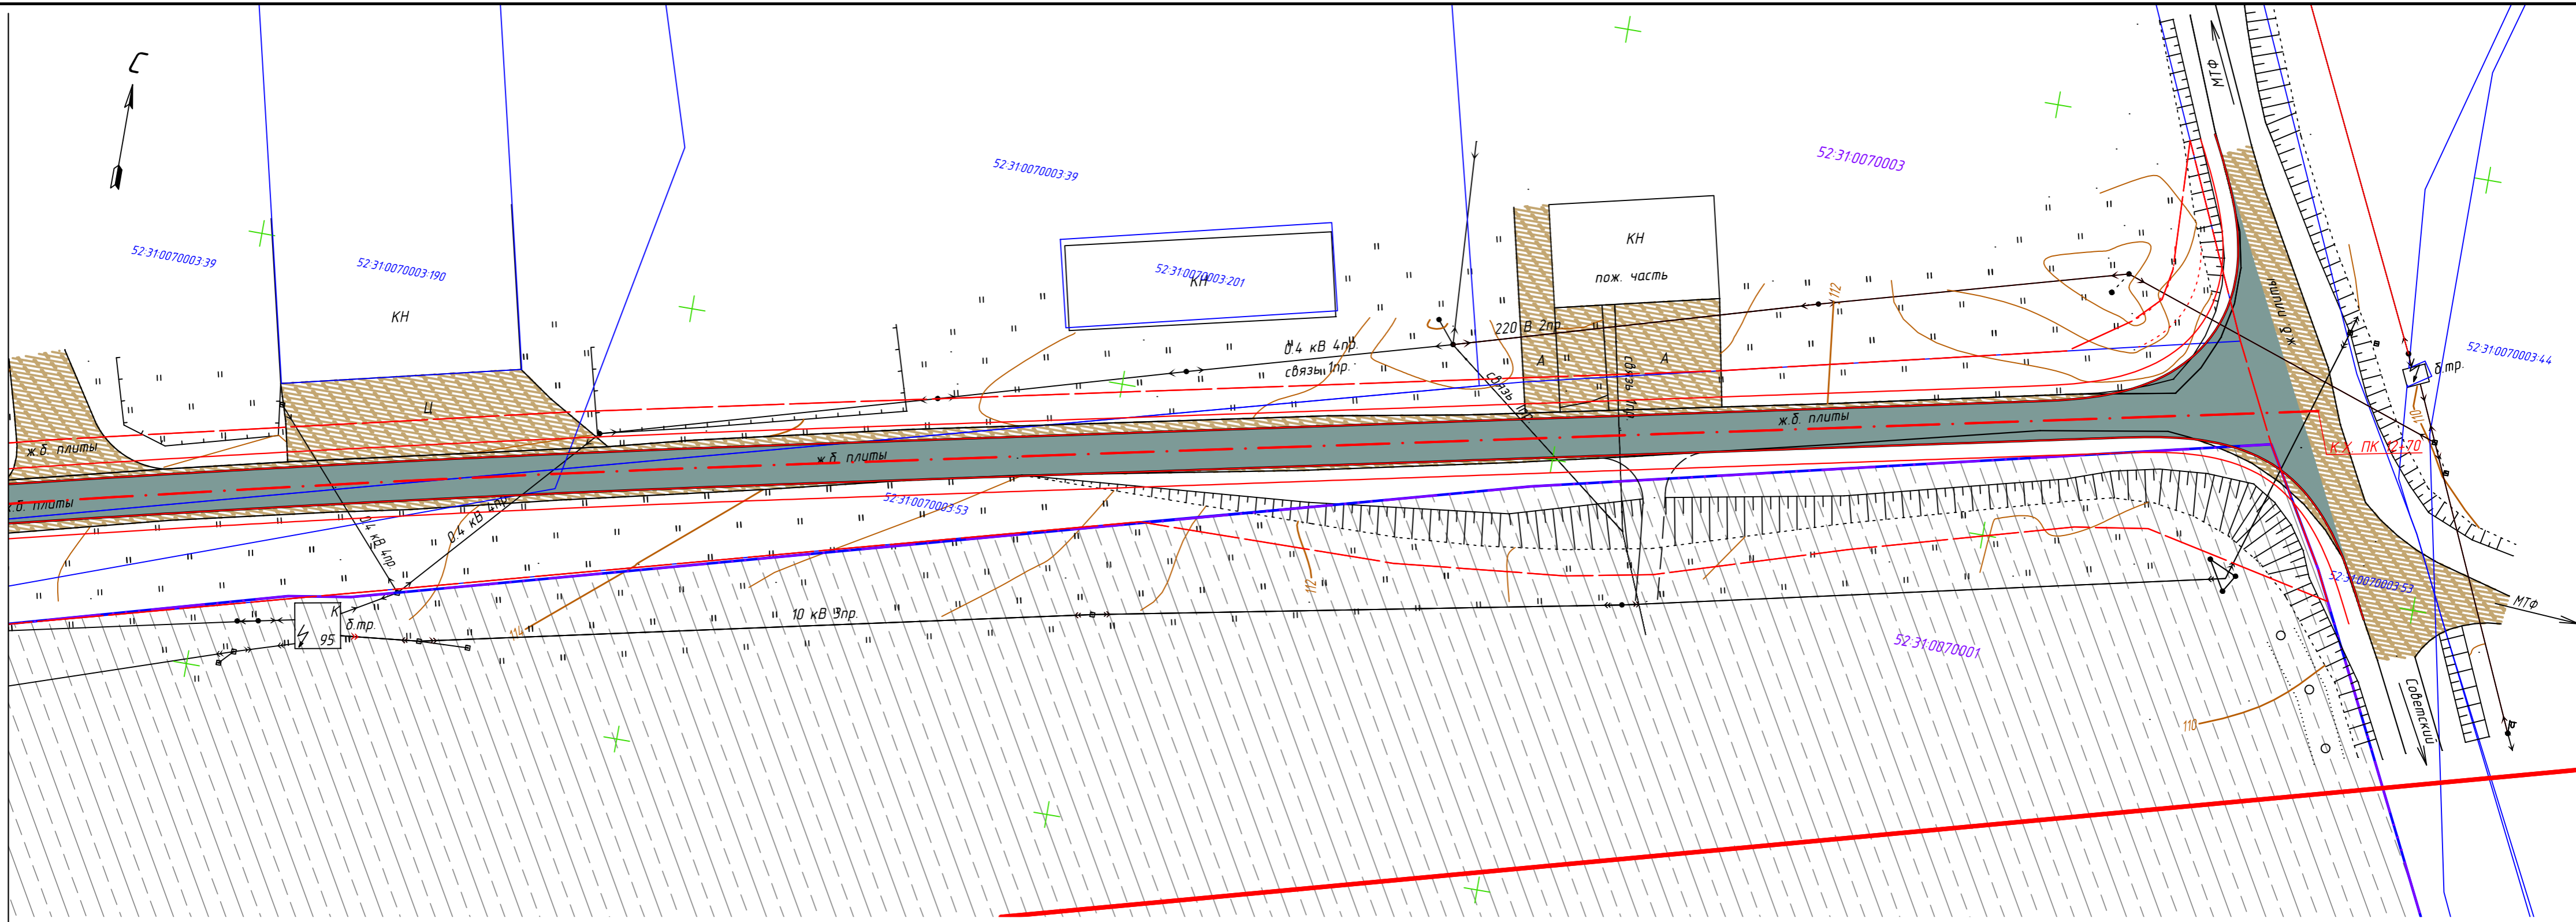 С
МТФ
52:31:0070003:39
52:31:0070003
52:31:0070003:39
52:31:0070003:190
52:31:0070003:201
КН
КН
КН
пож. часть
ж.б. плиты
112
220 В 2пр.
0.4 кВ 4пр.
связь 1пр.
А
А
связь 1пр.
связь 1пр.
52:31:0070003:44
б.тр.
110
Ц
ж.б. плиты
ж.б. плиты
ж.б. плиты
К.Х. ПК 12+70
.б. плиты
0.4 кВ 4пр.
0.4 кВ 4пр.
52:31:0070003:53
112
52:31:0070003:53
МТФ
К
б.тр.
95
114
10 кВ 3пр.
52:31:0070001
110
Советский